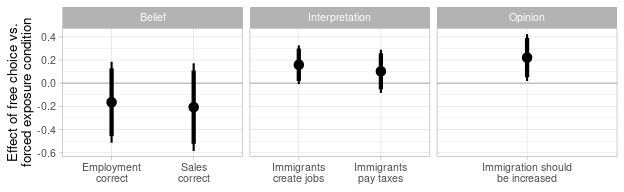 Belief
Interpretation
Opinion
Effect of free choice vs.
forced exposure condition
0.4
0.2
0.0
-0.2
-0.4
-0.6
Employment
correct
Sales
correct
Immigrants
create jobs
Immigrants
pay taxes
Immigration should
be increased